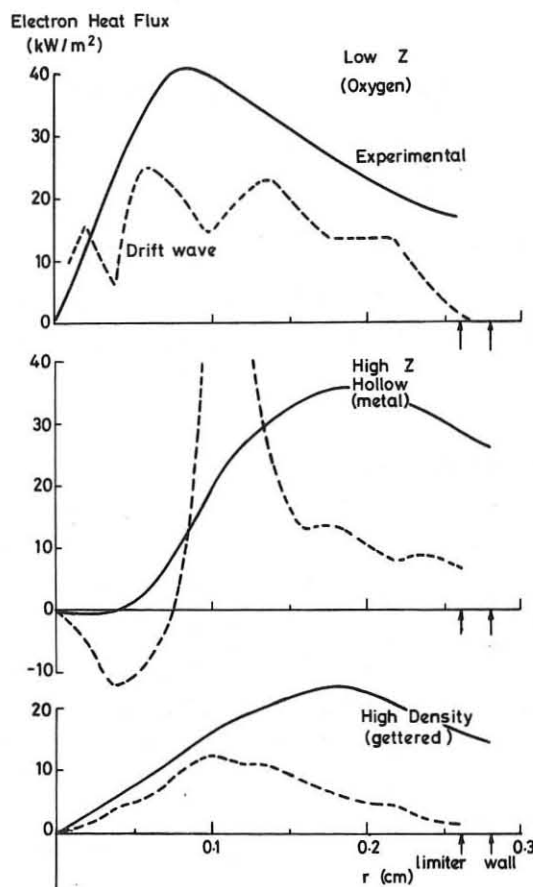 Electron Heat Flux
(kW/m²)
40
30
20
10
0
Low Z
(Oxygen)
Experimental
Drift wave
40
30
20
10
0
-10
High Z
Hollow
(metal)
20
10
0
High Density
(gettered)
0·1
0·2
0·3
r (cm)
limiter
wall